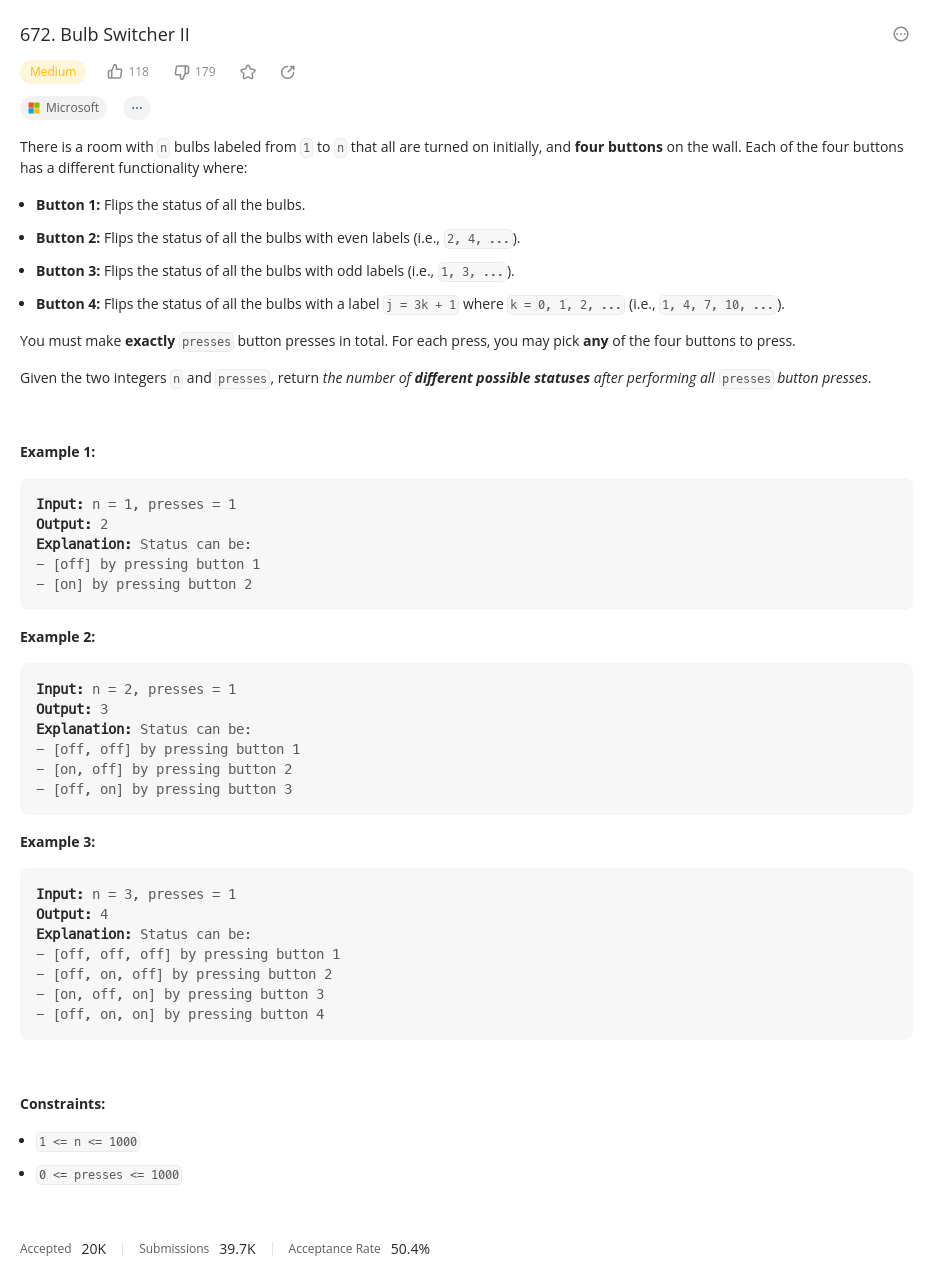 672. Bulb Switcher II
Medium 118 179
Microsoft ...
There is a room with n bulbs labeled from 1 to n that all are turned on initially, and four buttons on the wall. Each of the four buttons
has a different functionality where:
• Button 1: Flips the status of all the bulbs.
• Button 2: Flips the status of all the bulbs with even labels (i.e., 2, 4, ...).
• Button 3: Flips the status of all the bulbs with odd labels (i.e., 1, 3, ...).
• Button 4: Flips the status of all the bulbs with a label j = 3k + 1 where k = 0, 1, 2, ... (i.e., 1, 4, 7, 10, ...).
You must make exactly presses button presses in total. For each press, you may pick any of the four buttons to press.
Given the two integers n and presses, return the number of different possible statuses after performing all presses button presses.
Example 1:
Input: n = 1, presses = 1
Output: 2
Explanation: Status can be:
- [off] by pressing button 1
- [on] by pressing button 2
Example 2:
Input: n = 2, presses = 1
Output: 3
Explanation: Status can be:
- [off, off] by pressing button 1
- [on, off] by pressing button 2
- [off, on] by pressing button 3
Example 3:
Input: n = 3, presses = 1
Output: 4
Explanation: Status can be:
- [off, off, off] by pressing button 1
- [off, on, off] by pressing button 2
- [on, off, on] by pressing button 3
- [off, on, on] by pressing button 4
Constraints:
• 1 <= n <= 1000
• 0 <= presses <= 1000
Accepted 20K Submissions 39.7K Acceptance Rate 50.4%